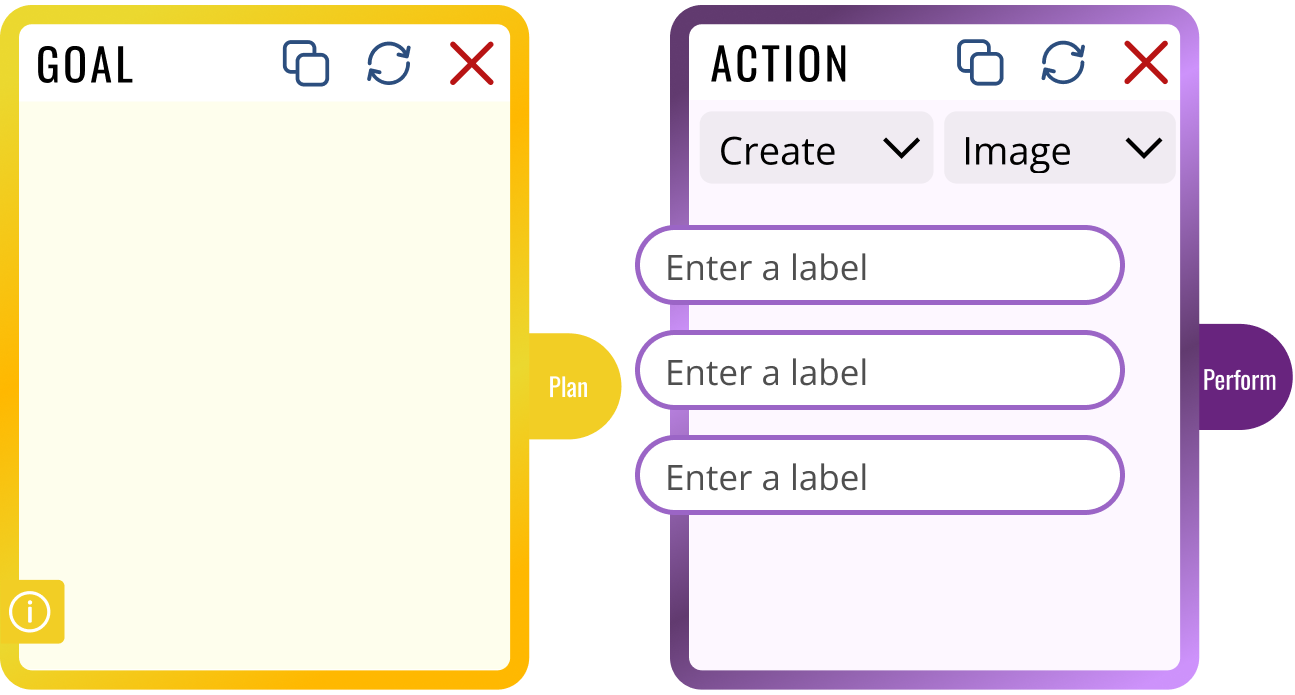 GOAL
Plan
ACTION
Create
Image
Enter a label
Enter a label
Enter a label
Perform